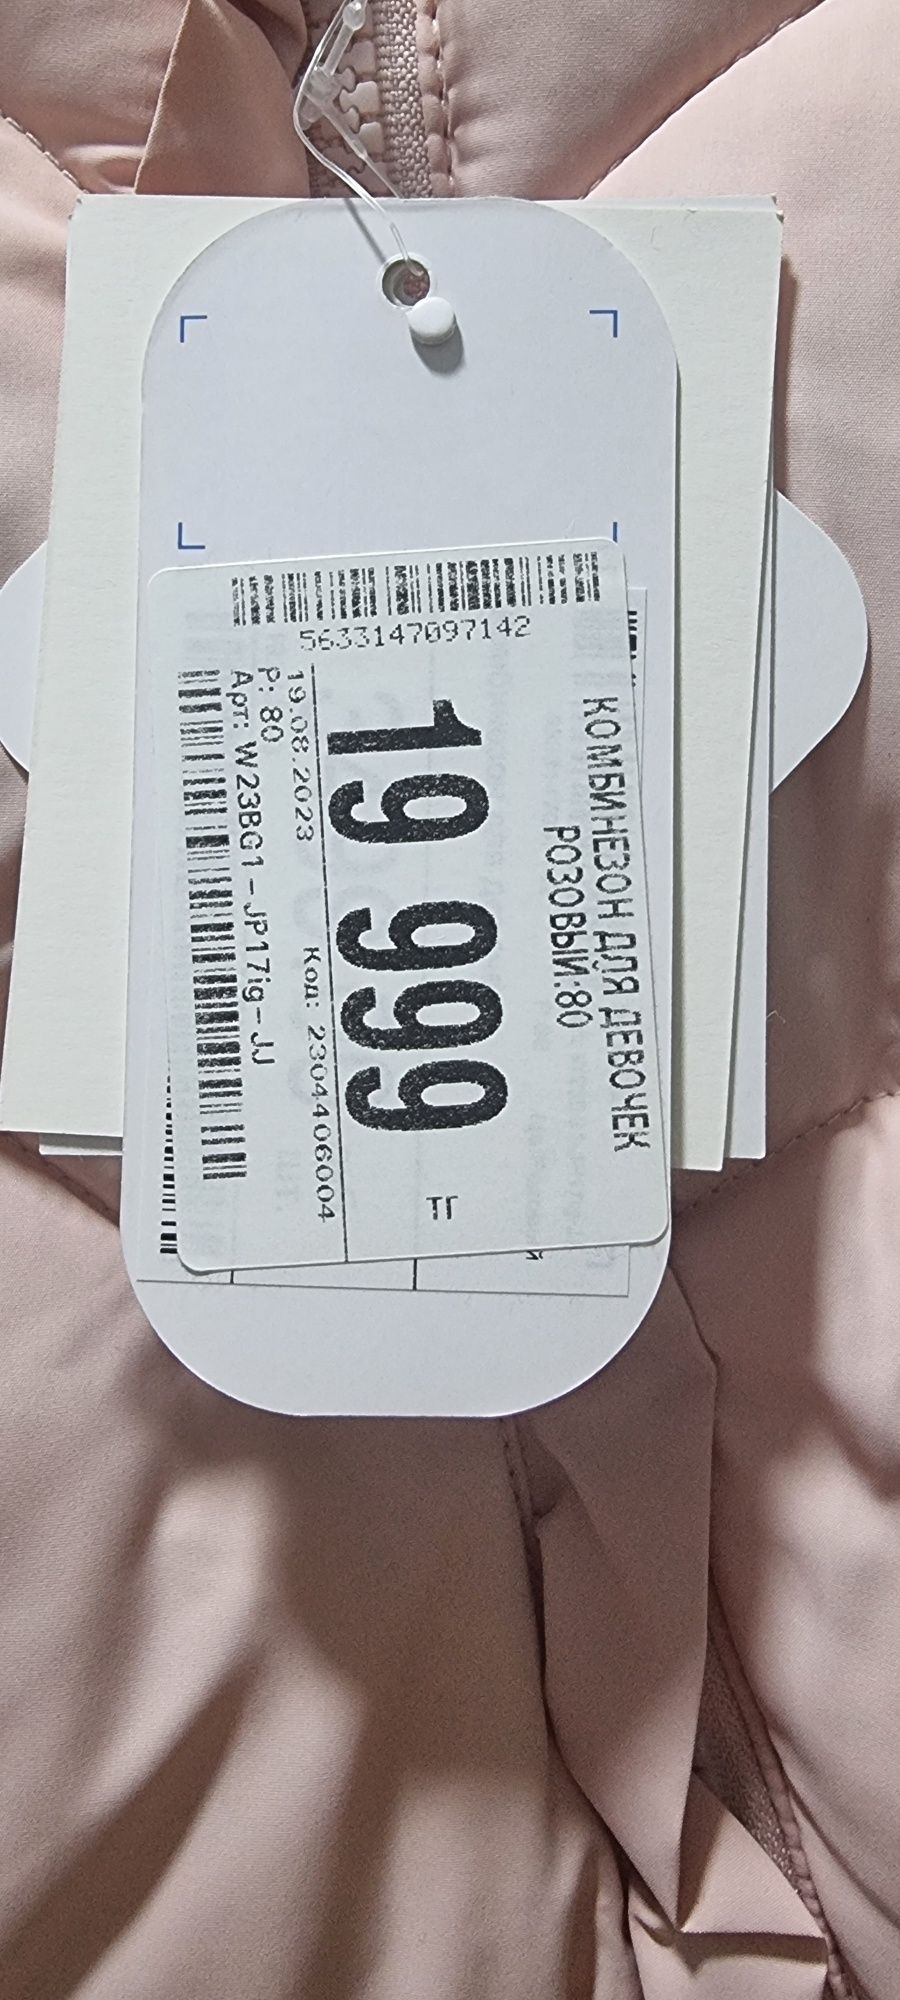 КОМБИНЕЗОН ДЛЯ ДЕВОЧЕК
РОЗОВЫЙ:80
19 999 тг
19.08.2023 Код: 2304406004
Р: 80
Арт: W23BG1-JP17ig-JJ
5633147097142